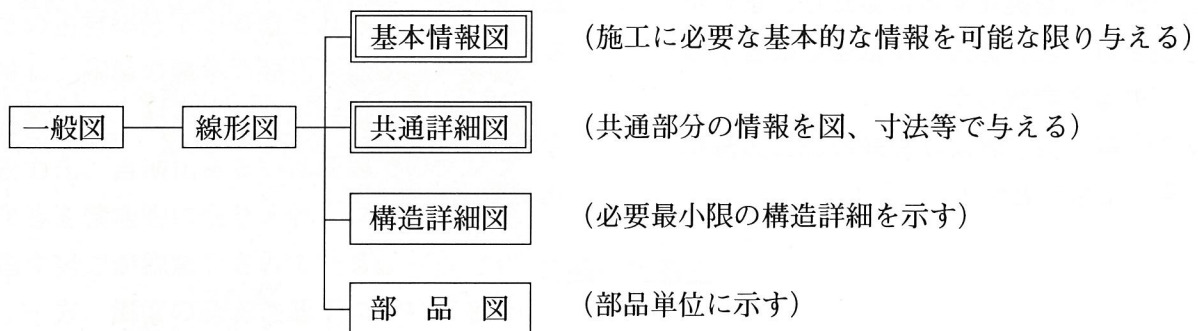 基本情報図 (施工に必要な基本的な情報を可能な限り与える)
一般図 線形図 共通詳細図 (共通部分の情報を図、寸法等で与える)
構造詳細図 (必要最小限の構造詳細を示す)
部 品 図 (部品単位に示す)